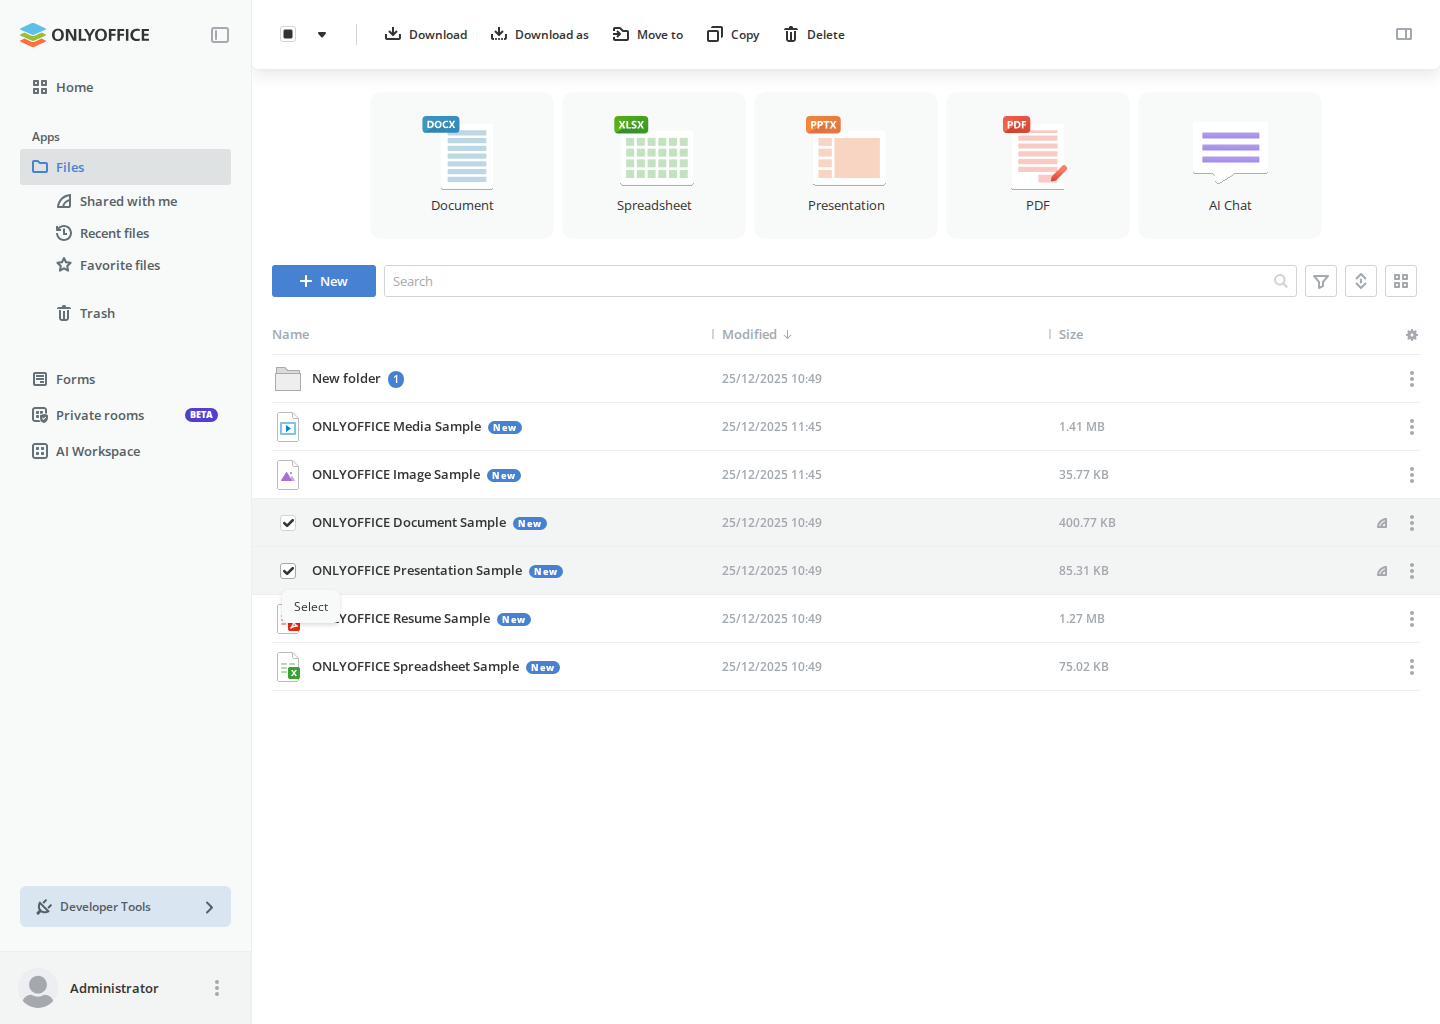 ONLYOFFICE
Download
Download as
Move to
Copy
Delete
Home
Apps
Files
Shared with me
Recent files
Favorite files
Trash
Forms
Private rooms BETA
AI Workspace
Developer Tools
Administrator
DOCX
Document
XLSX
Spreadsheet
PPTX
Presentation
PDF
PDF
AI Chat
New
Search
Name Modified Size
New folder 1 25/12/2025 10:49
ONLYOFFICE Media Sample New 25/12/2025 11:45 1.41 MB
ONLYOFFICE Image Sample New 25/12/2025 11:45 35.77 KB
ONLYOFFICE Document Sample New 25/12/2025 10:49 400.77 KB
ONLYOFFICE Presentation Sample New 25/12/2025 10:49 85.31 KB
Select
Resume Sample New 25/12/2025 10:49 1.27 MB
X ONLYOFFICE Spreadsheet Sample New 25/12/2025 10:49 75.02 KB